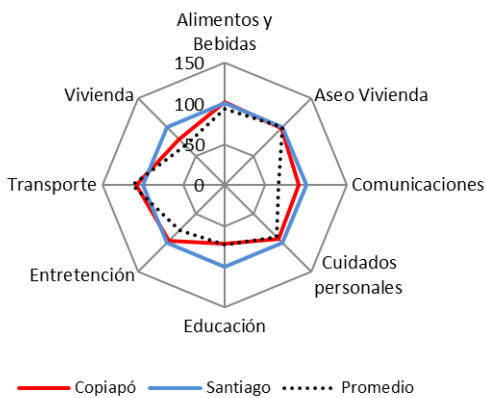 Alimentos y
Bebidas
150
Vivienda
Aseo Vivienda
100
50
Transporte
0
Comunicaciones
Entretención
Cuidados
personales
Educación
Copiapó
Santiago
Promedio